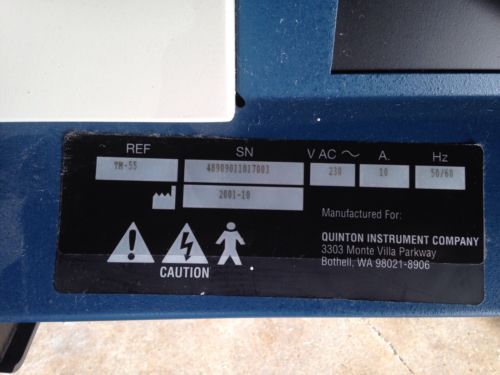 REF SN V AC ~ A. Hz
TM-55 48909011017003 230 10 50/60
2001-10
Manufactured For:
QUINTON INSTRUMENT COMPANY
3303 Monte Villa Parkway
Bothell, WA 98021-8906
CAUTION